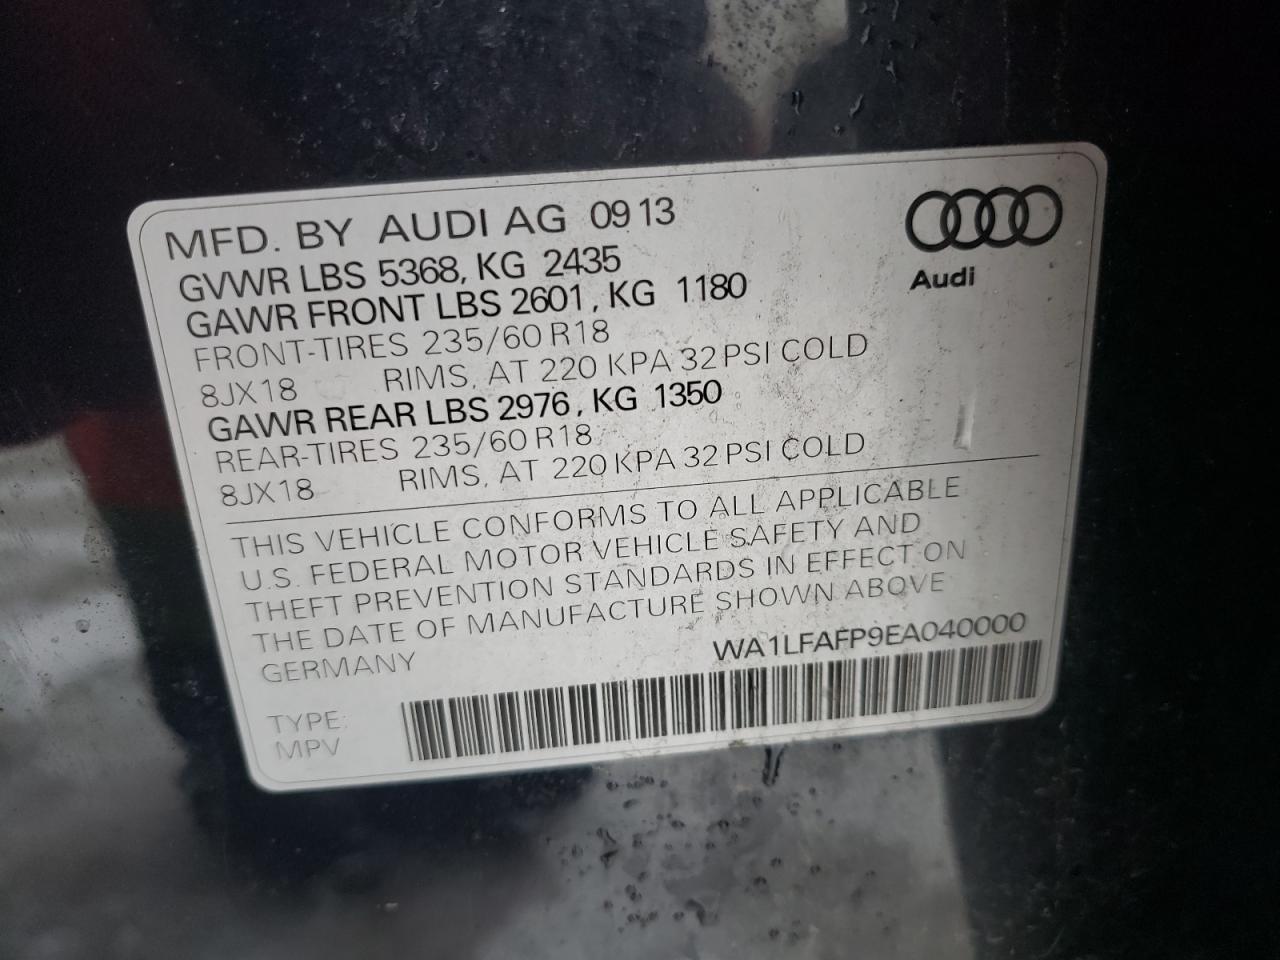 MFD. BY AUDI AG 09 13
GVWR LBS 5368, KG 2435
GAWR FRONT LBS 2601, KG 1180
FRONT-TIRES 235/60 R18
8JX18 RIMS, AT 220 KPA 32 PSI COLD
GAWR REAR LBS 2976, KG 1350
REAR-TIRES 235/60 R18
8JX18 RIMS, AT 220 KPA 32 PSI COLD
Audi
THIS VEHICLE CONFORMS TO ALL APPLICABLE
U.S. FEDERAL MOTOR VEHICLE SAFETY AND
THEFT PREVENTION STANDARDS IN EFFECT ON
THE DATE OF MANUFACTURE SHOWN ABOVE
GERMANY
WA1LFAFP9EA040000
TYPE:
MPV